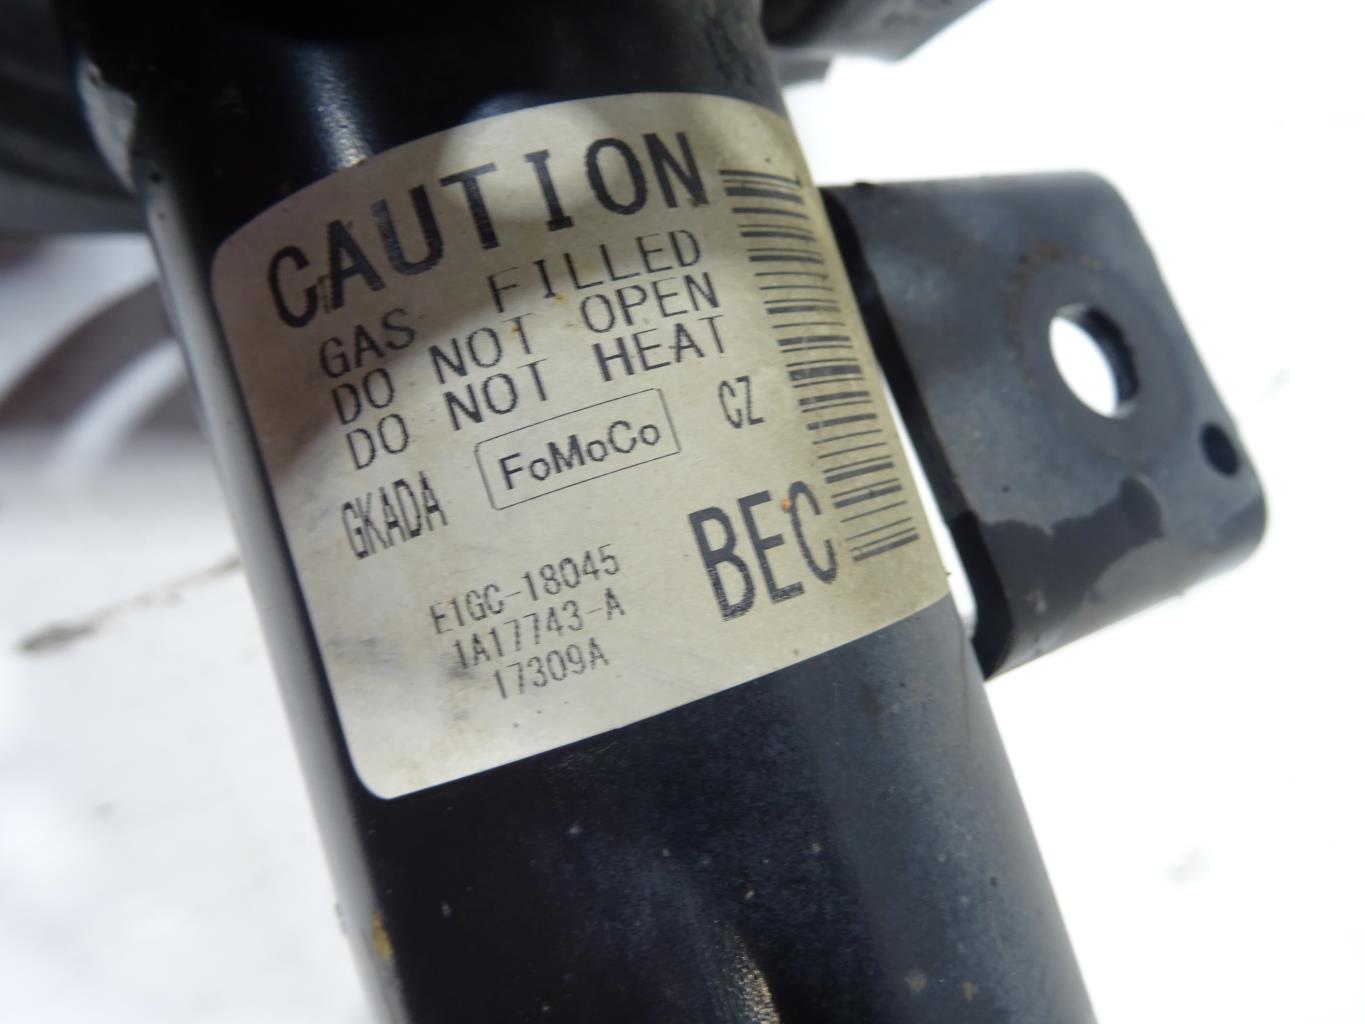 CAUTION
GAS FILLED
DO NOT OPEN
DO NOT HEAT
GKADA FoMoCo CZ
BEC
E1GC-18045
1A17743-A
17309A